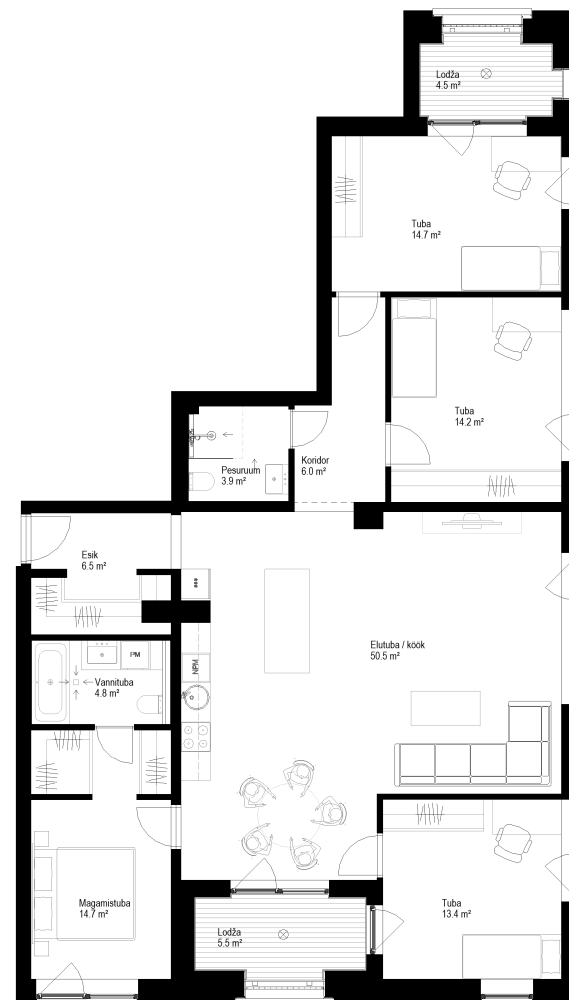 Lodža
4.5 m²
Tuba
14.7 m²
Tuba
14.2 m²
Pesuruum
3.9 m²
Koridor
6.0 m²
Esik
6.5 m²
Elutuba / köök
50.5 m²
PM
NPM
Vannituba
4.8 m²
Magamistuba
14.7 m²
Tuba
13.4 m²
Lodža
5.5 m²